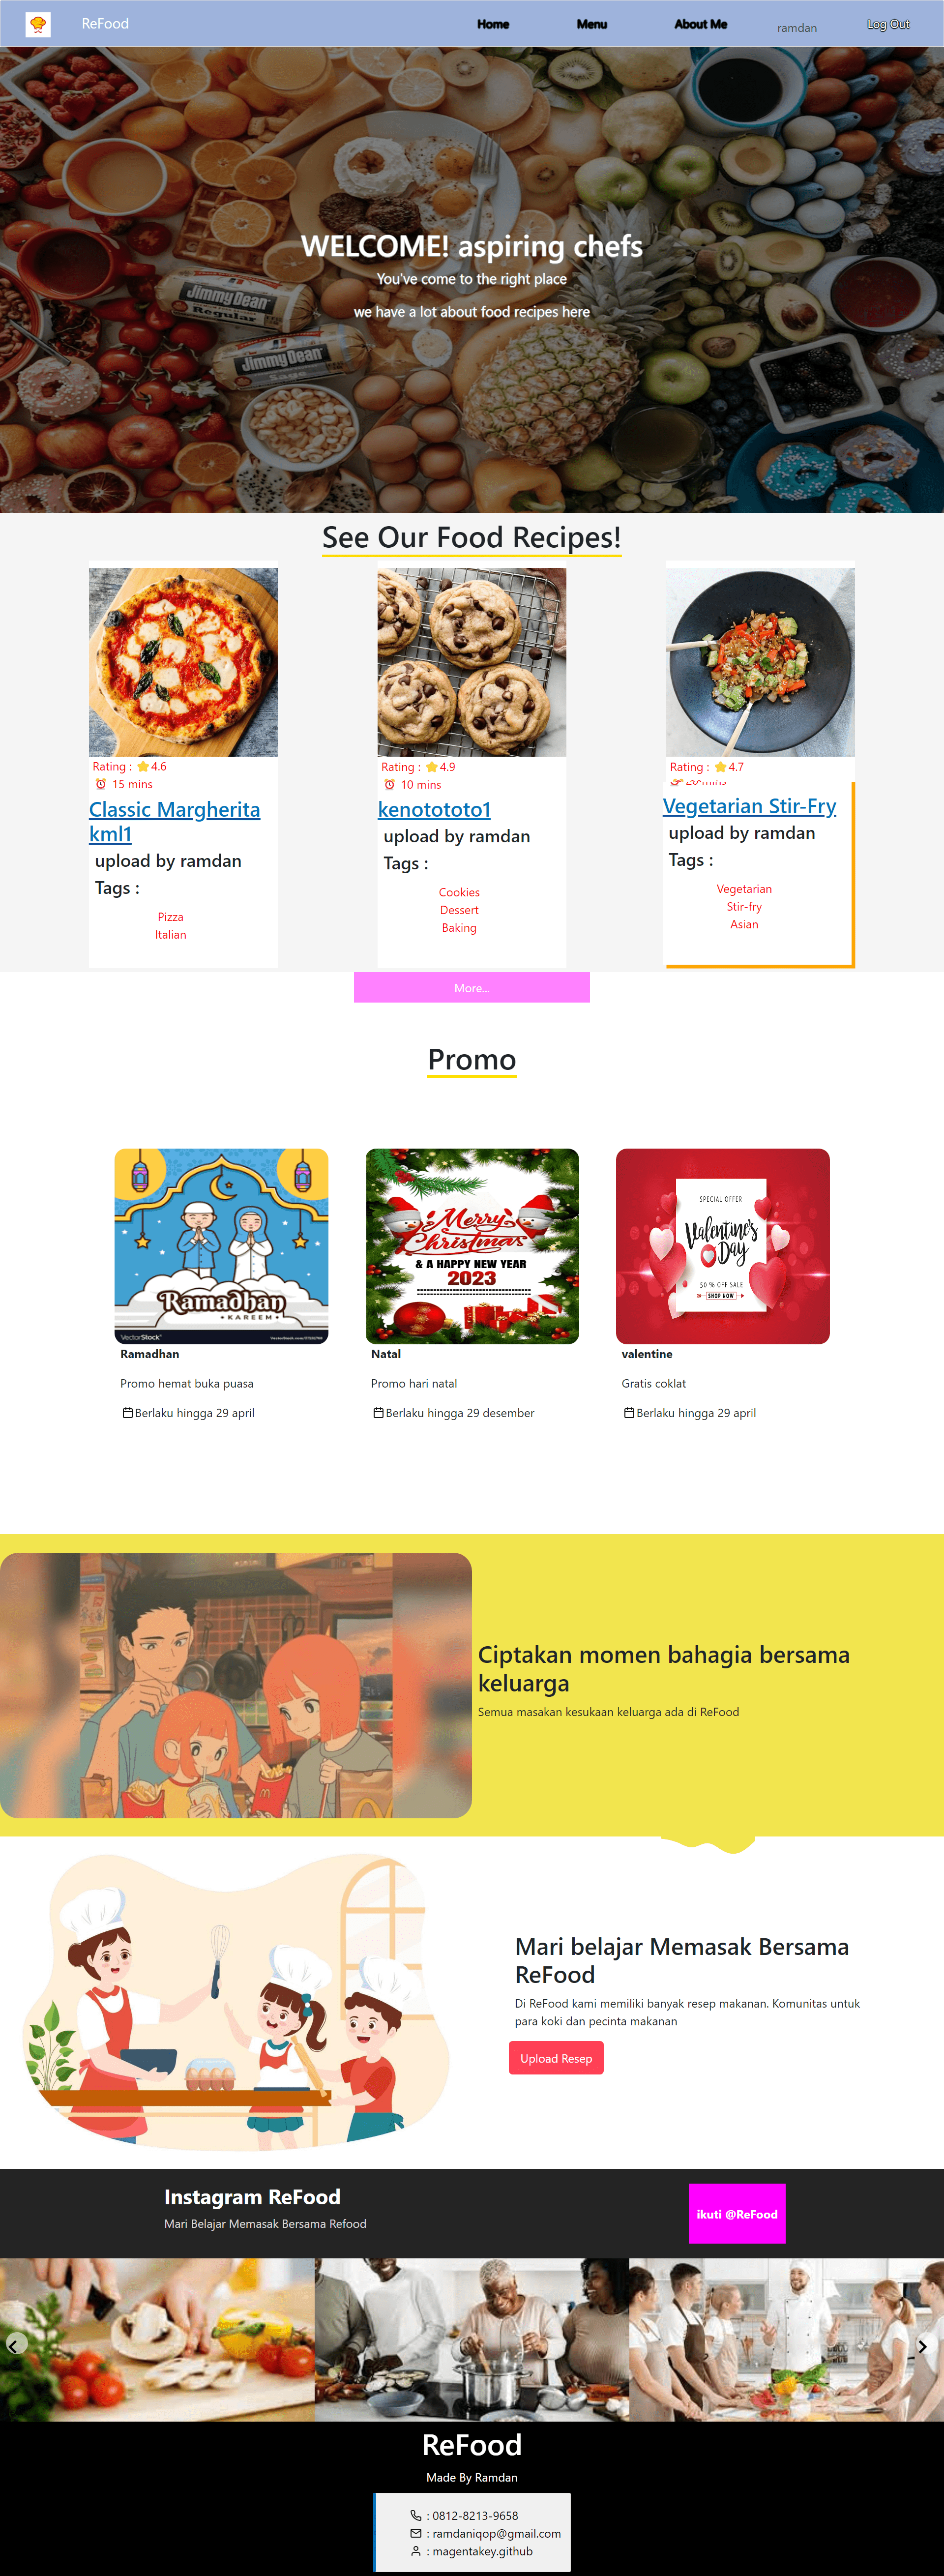 ReFood
Home
Menu
About Me
ramdan
Log Out
Jimmy Dean
Regular
Jimmy Dean
WELCOME! aspiring chefs
You've come to the right place
we have a lot about food recipes here
See Our Food Recipes!
Rating : 4.6
15 mins
Classic Margherita
kml1
upload by ramdan
Tags :
Pizza
Italian
Rating : 4.9
10 mins
kenotototo1
upload by ramdan
Tags :
Cookies
Dessert
Baking
Rating : 4.7
Vegetarian Stir-Fry
upload by ramdan
Tags :
Vegetarian
Stir-fry
Asian
More...
Promo
Ramadhan
• KAREEM •
VectorStock
Ramadhan
Promo hemat buka puasa
Berlaku hingga 29 april
Merry
Christmas
& A HAPPY NEW YEAR
2023
Natal
Promo hari natal
Berlaku hingga 29 desember
SPECIAL OFFER
Valentine's
Day
50 % OFF SALE
SHOP NOW
valentine
Gratis coklat
Berlaku hingga 29 april
Ciptakan momen bahagia bersama
keluarga
Semua masakan kesukaan keluarga ada di ReFood
Mari belajar Memasak Bersama
ReFood
Di ReFood kami memiliki banyak resep makanan. Komunitas untuk
para koki dan pecinta makanan
Upload Resep
Instagram ReFood
Mari Belajar Memasak Bersama Refood
ikuti @ReFood
ReFood
Made By Ramdan
: 0812-8213-9658
: ramdaniqop@gmail.com
: magentakey.github